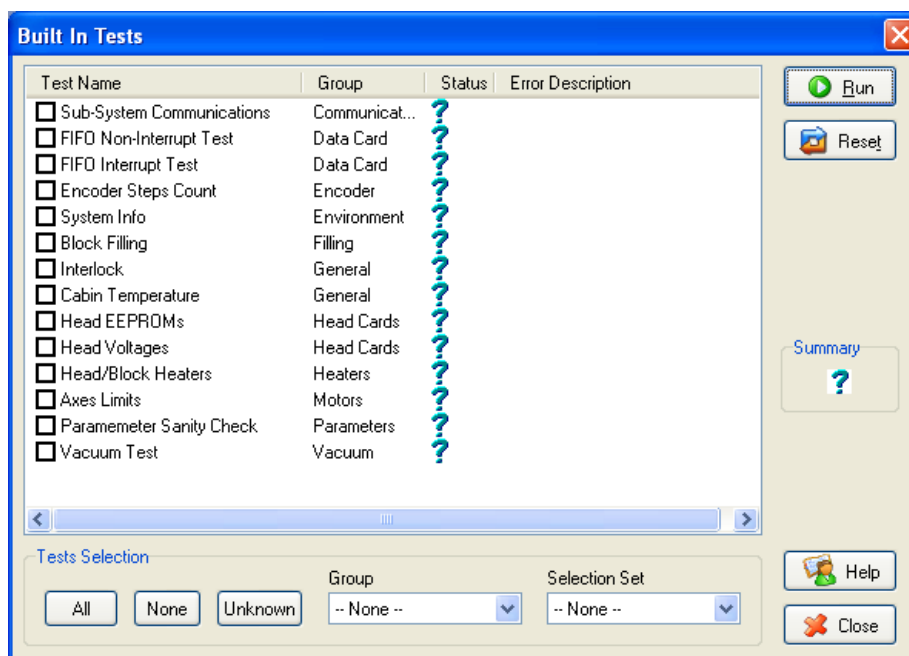 Built In Tests
Test Name Group Status Error Description
Sub-System Communications Communicat... ?
FIFO Non-Interrupt Test Data Card ?
FIFO Interrupt Test Data Card ?
Encoder Steps Count Encoder ?
System Info Environment ?
Block Filling Filling ?
Interlock General ?
Cabin Temperature General ?
Head EEPROMs Head Cards ?
Head Voltages Head Cards ?
Head/Block Heaters Heaters ?
Axes Limits Motors ?
Paramemeter Sanity Check Parameters ?
Vacuum Test Vacuum ?
Run
Reset
Summary
?
Tests Selection
Group Selection Set
All None Unknown -- None -- -- None --
Help
Close